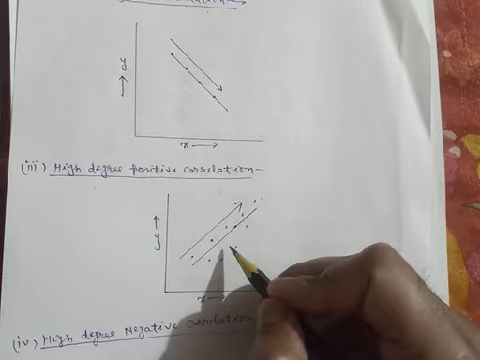 y
x
(iii) High degree positive correlation-
y
x
(iv) High degree Negative correlation